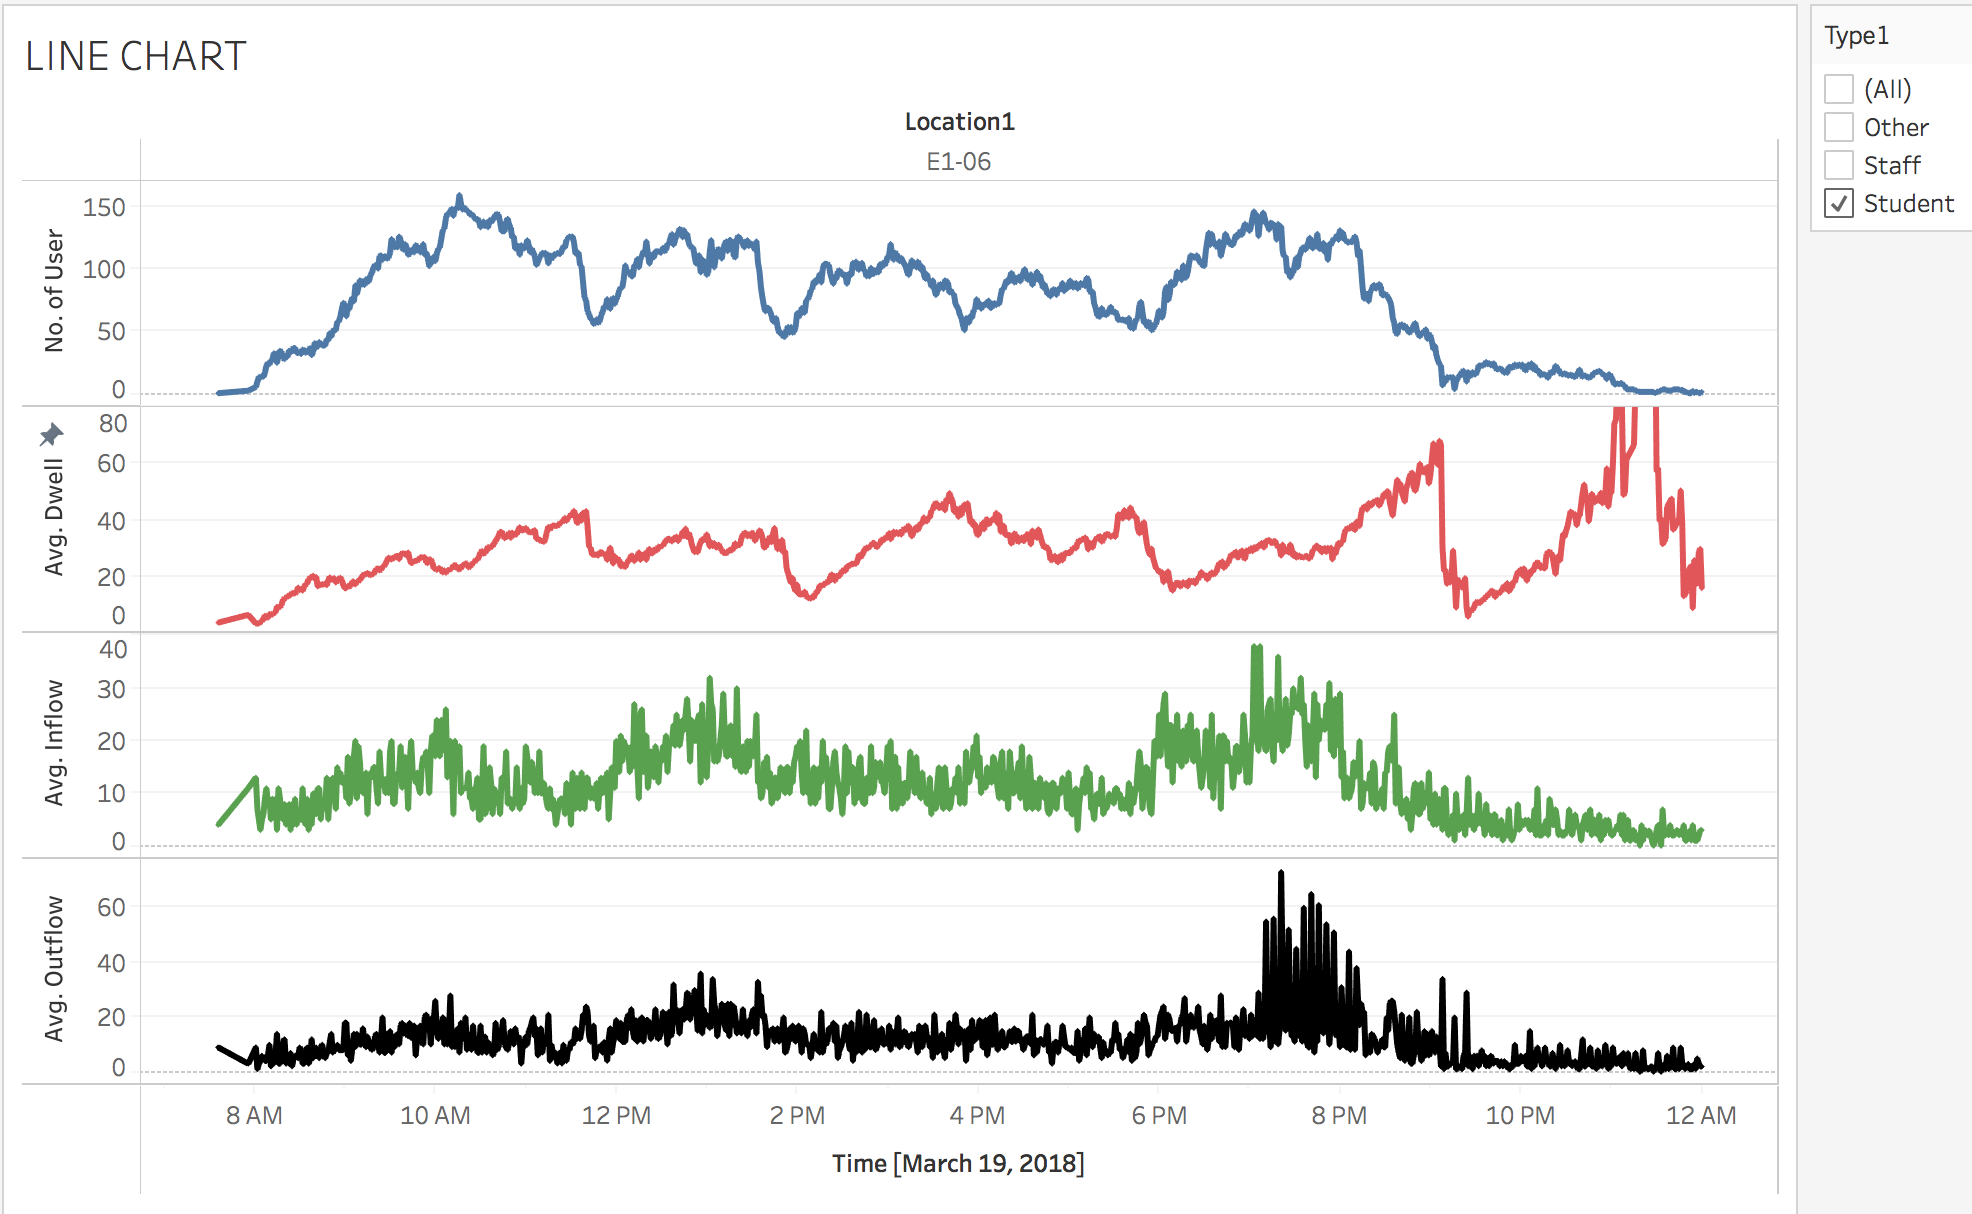 LINE CHART
Location1
E1-06
No. of User
150
100
50
0
Avg. Dwell
80
60
40
20
0
Avg. Inflow
40
30
20
10
0
Avg. Outflow
60
40
20
0
8 AM 10 AM 12 PM 2 PM 4 PM 6 PM 8 PM 10 PM 12 AM
Time [March 19, 2018]
Type1
(All)
Other
Staff
Student